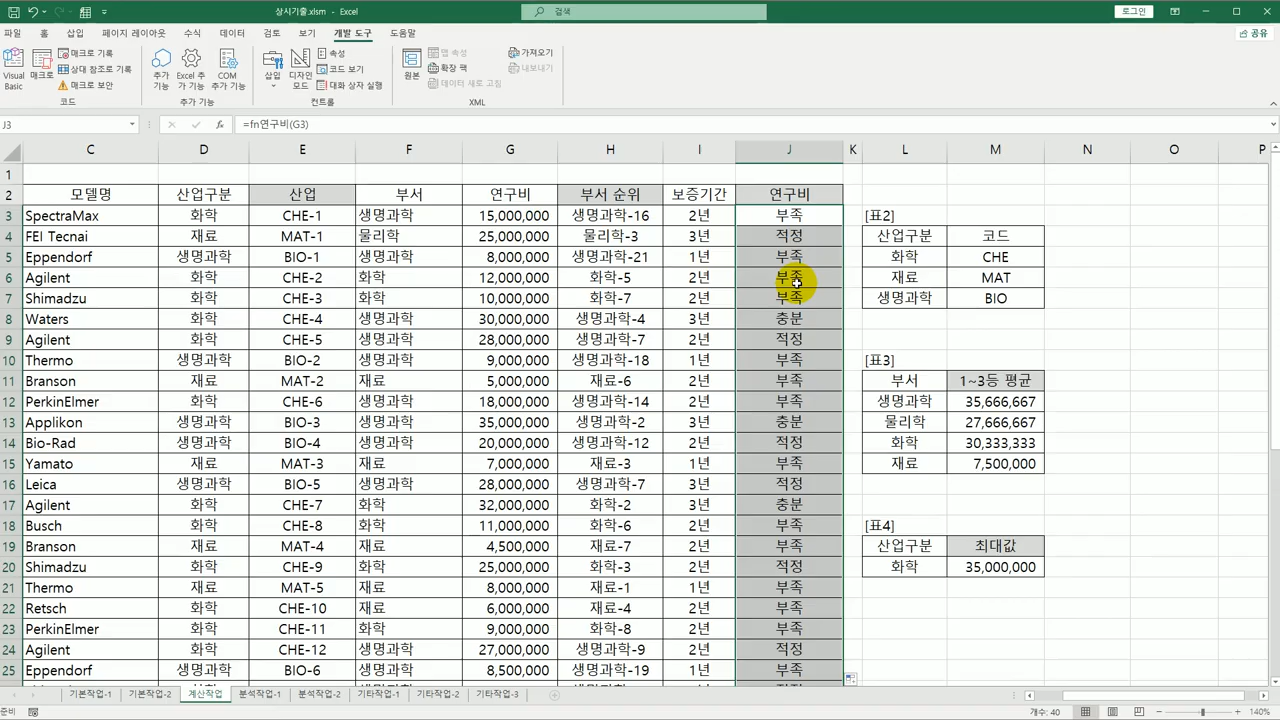 상시기출.xlsm - Excel
검색
로그인
파일 홈 삽입 페이지 레이아웃 수식 데이터 검토 보기 개발 도구 도움말
공유
Visual Basic
매크로
매크로 기록
상대 참조로 기록
매크로 보안
코드
추가 기능
Excel 추가 기능
COM 추가 기능
추가 기능
삽입
디자인 모드
속성
코드 보기
대화 상자 실행
컨트롤
원본
맵 속성
확장 팩
데이터 새로 고침
가져오기
내보내기
XML
J3
=fn연구비(G3)
C D E F G H I J K L M N O P
1
2 모델명 산업구분 산업 부서 연구비 부서 순위 보증기간 연구비
3 SpectraMax 화학 CHE-1 생명과학 15,000,000 생명과학-16 2년 부족 [표2]
4 FEI Tecnai 재료 MAT-1 물리학 25,000,000 물리학-3 3년 적정 산업구분 코드
5 Eppendorf 생명과학 BIO-1 생명과학 8,000,000 생명과학-21 1년 부족 화학 CHE
6 Agilent 화학 CHE-2 화학 12,000,000 화학-5 2년 부족 재료 MAT
7 Shimadzu 화학 CHE-3 화학 10,000,000 화학-7 2년 부족 생명과학 BIO
8 Waters 화학 CHE-4 생명과학 30,000,000 생명과학-4 3년 충분
9 Agilent 화학 CHE-5 생명과학 28,000,000 생명과학-7 2년 적정
10 Thermo 생명과학 BIO-2 생명과학 9,000,000 생명과학-18 1년 부족 [표3]
11 Branson 재료 MAT-2 재료 5,000,000 재료-6 2년 부족 부서 1~3등 평균
12 PerkinElmer 화학 CHE-6 생명과학 18,000,000 생명과학-14 2년 부족 생명과학 35,666,667
13 Applikon 생명과학 BIO-3 생명과학 35,000,000 생명과학-2 3년 충분 물리학 27,666,667
14 Bio-Rad 생명과학 BIO-4 생명과학 20,000,000 생명과학-12 2년 적정 화학 30,333,333
15 Yamato 재료 MAT-3 재료 7,000,000 재료-3 1년 부족 재료 7,500,000
16 Leica 생명과학 BIO-5 생명과학 28,000,000 생명과학-7 3년 적정
17 Agilent 화학 CHE-7 화학 32,000,000 화학-2 3년 충분
18 Busch 화학 CHE-8 화학 11,000,000 화학-6 2년 부족 [표4]
19 Branson 재료 MAT-4 재료 4,500,000 재료-7 2년 부족 산업구분 최대값
20 Shimadzu 화학 CHE-9 화학 25,000,000 화학-3 2년 적정 화학 35,000,000
21 Thermo 재료 MAT-5 재료 8,000,000 재료-1 1년 부족
22 Retsch 화학 CHE-10 재료 6,000,000 재료-4 2년 부족
23 PerkinElmer 화학 CHE-11 화학 9,000,000 화학-8 2년 부족
24 Agilent 화학 CHE-12 생명과학 27,000,000 생명과학-9 2년 적정
25 Eppendorf 생명과학 BIO-6 생명과학 8,500,000 생명과학-19 1년 부족
기본작업-1 기본작업-2 계산작업 분석작업-1 분석작업-2 기타작업-1 기타작업-2 기타작업-3
준비
개수: 40
140%